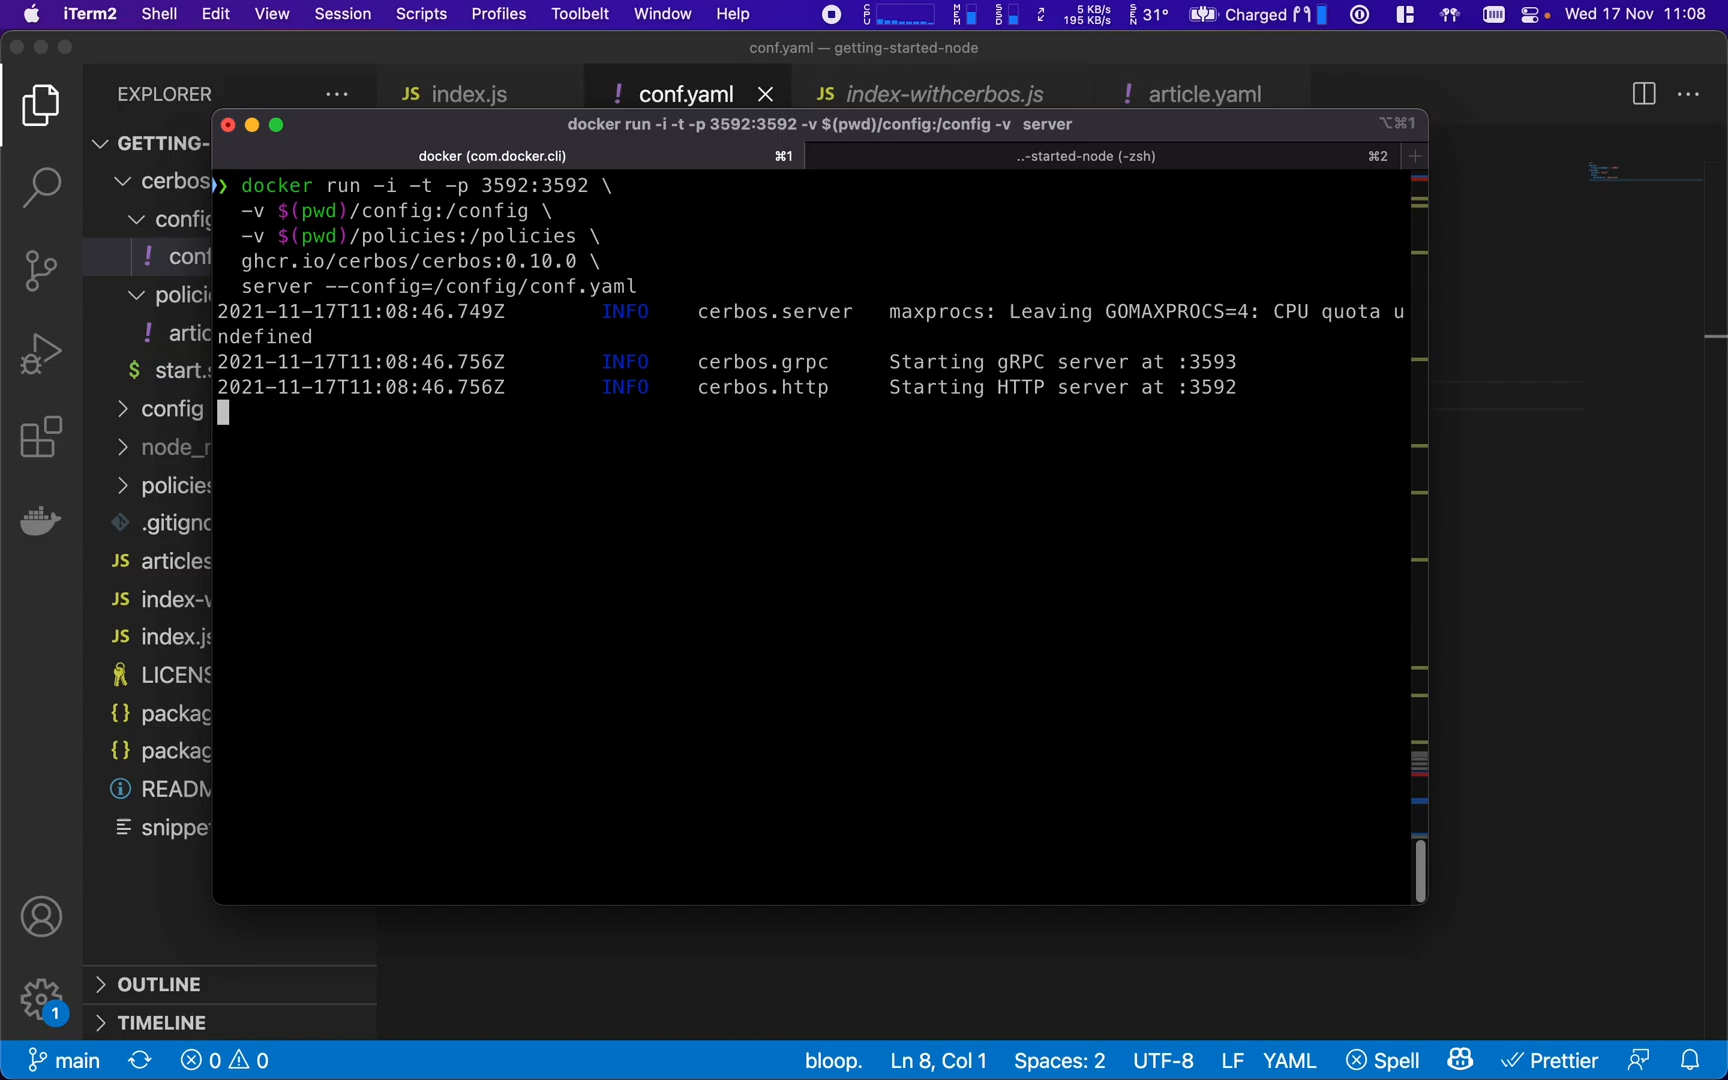 iTerm2 Shell Edit View Session Scripts Profiles Toolbelt Window Help CPU MEM SSD 5 KB/s 195 KB/s SEN 31° Charged Wed 17 Nov 11:08
conf.yaml — getting-started-node
EXPLORER ··· JS index.js ! conf.yaml JS index-withcerbos.js ! article.yaml ···
docker run -i -t -p 3592:3592 -v $(pwd)/config:/config -v server ⌥⌘1
docker (com.docker.cli) ⌘1 ..-started-node (-zsh) ⌘2 +
GETTING-
cerbos
config
! conf
polici
! artic
$ start.s
config
node_r
policies
.gitigno
JS articles
JS index-w
JS index.js
LICENS
{} packag
{} packag
READM
snippet
❯ docker run -i -t -p 3592:3592 \
-v $(pwd)/config:/config \
-v $(pwd)/policies:/policies \
ghcr.io/cerbos/cerbos:0.10.0 \
server --config=/config/conf.yaml
2021-11-17T11:08:46.749Z INFO cerbos.server maxprocs: Leaving GOMAXPROCS=4: CPU quota u
ndefined
2021-11-17T11:08:46.756Z INFO cerbos.grpc Starting gRPC server at :3593
2021-11-17T11:08:46.756Z INFO cerbos.http Starting HTTP server at :3592
OUTLINE
1
TIMELINE
main 0 0 bloop. Ln 8, Col 1 Spaces: 2 UTF-8 LF YAML Spell Prettier